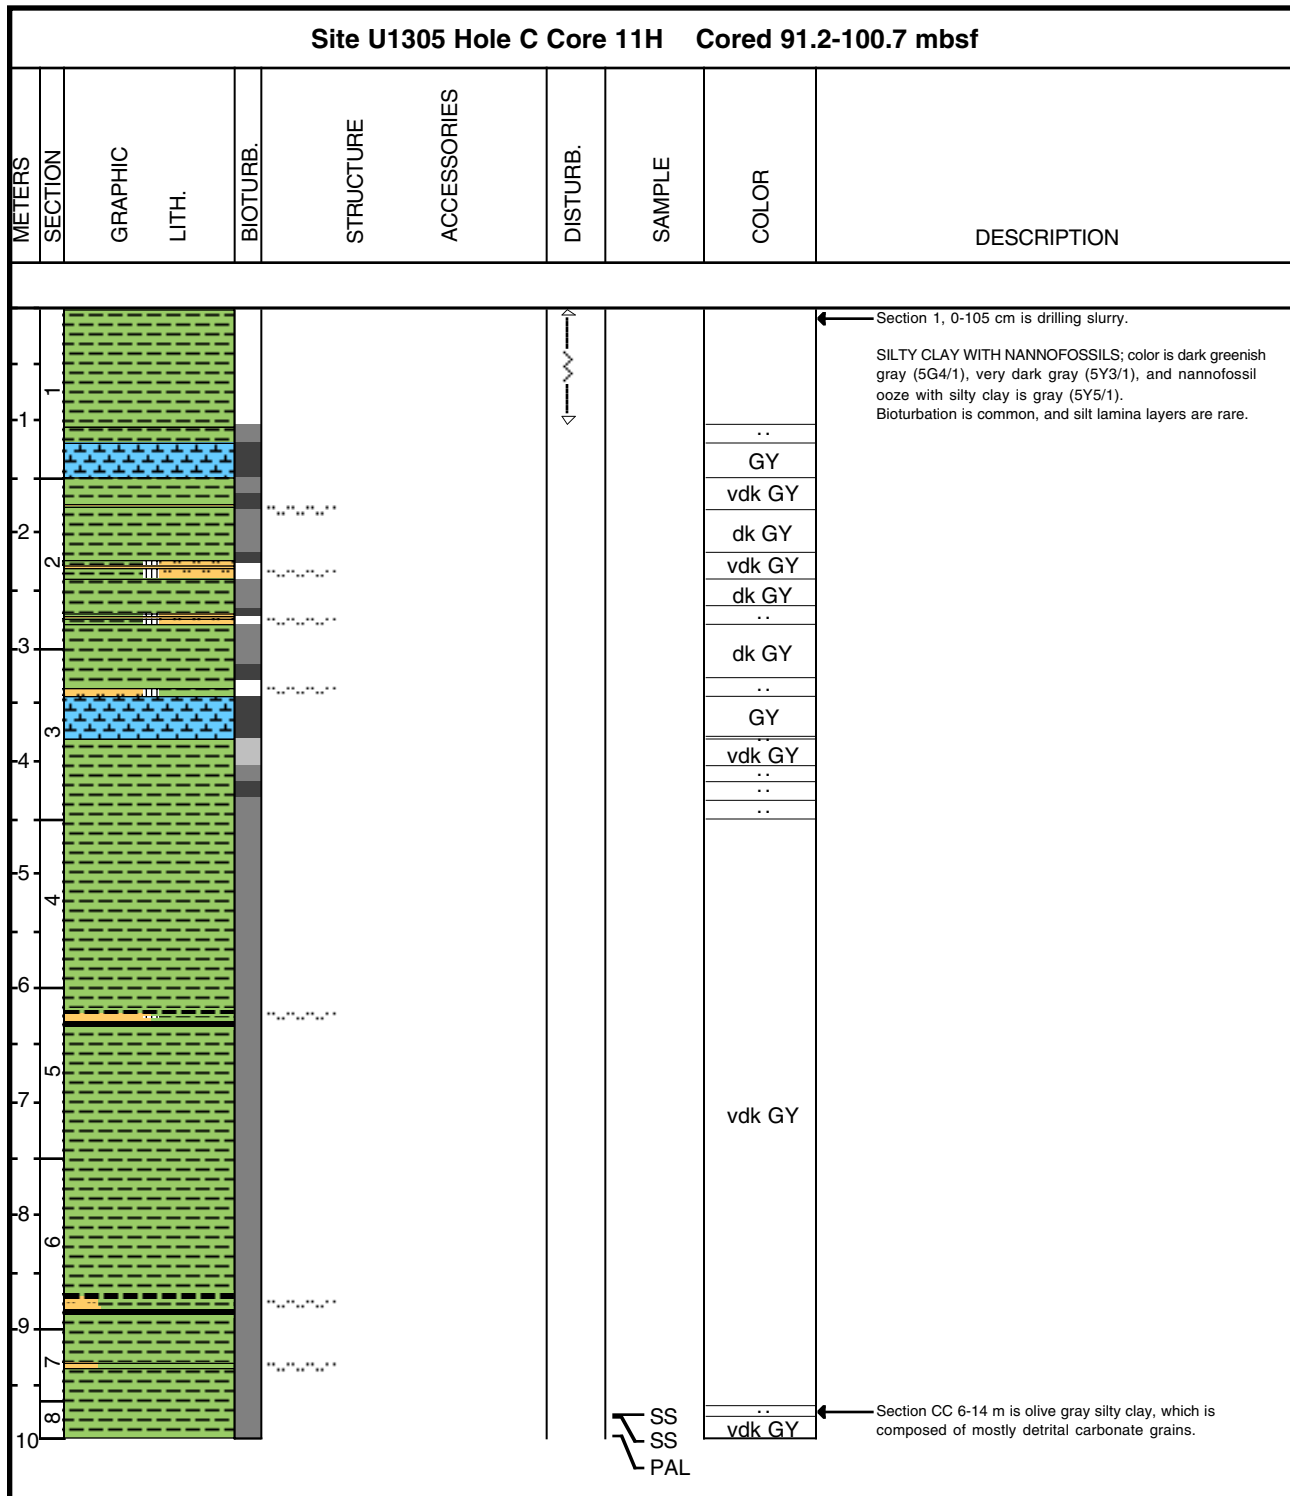 Site U1305 Hole C Core 11H Cored 91.2-100.7 mbsf
METERS
SECTION
GRAPHIC
LITH.
BIOTURB.
STRUCTURE
ACCESSORIES
DISTURB.
SAMPLE
COLOR
DESCRIPTION
Section 1, 0-105 cm is drilling slurry.
SILTY CLAY WITH NANNOFOSSILS; color is dark greenish
gray (5G4/1), very dark gray (5Y3/1), and nannofossil
ooze with silty clay is gray (5Y5/1).
Bioturbation is common, and silt lamina layers are rare.
1
1
GY
vdk GY
2
dk GY
2
vdk GY
dk GY
3
dk GY
3
GY
4
vdk GY
5
4
6
5
7
vdk GY
8
6
9
7
8
10
SS
SS
PAL
vdk GY
Section CC 6-14 m is olive gray silty clay, which is
composed of mostly detrital carbonate grains.